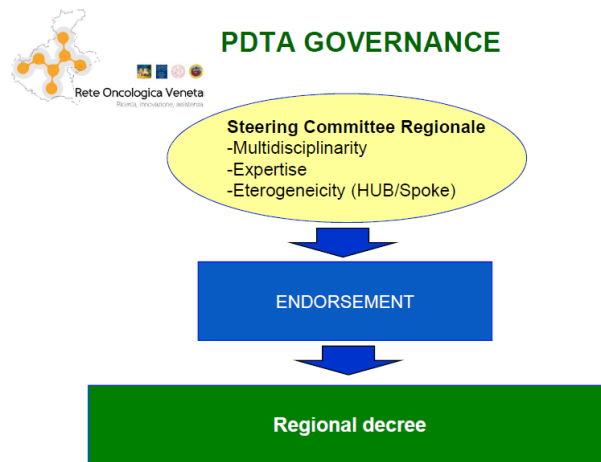 PDTA GOVERNANCE
Rete Oncologica Veneta
Ricerca, innovazione, assistenza
Steering Committee Regionale
-Multidisciplinarity
-Expertise
-Eterogeneicity (HUB/Spoke)
ENDORSEMENT
Regional decree